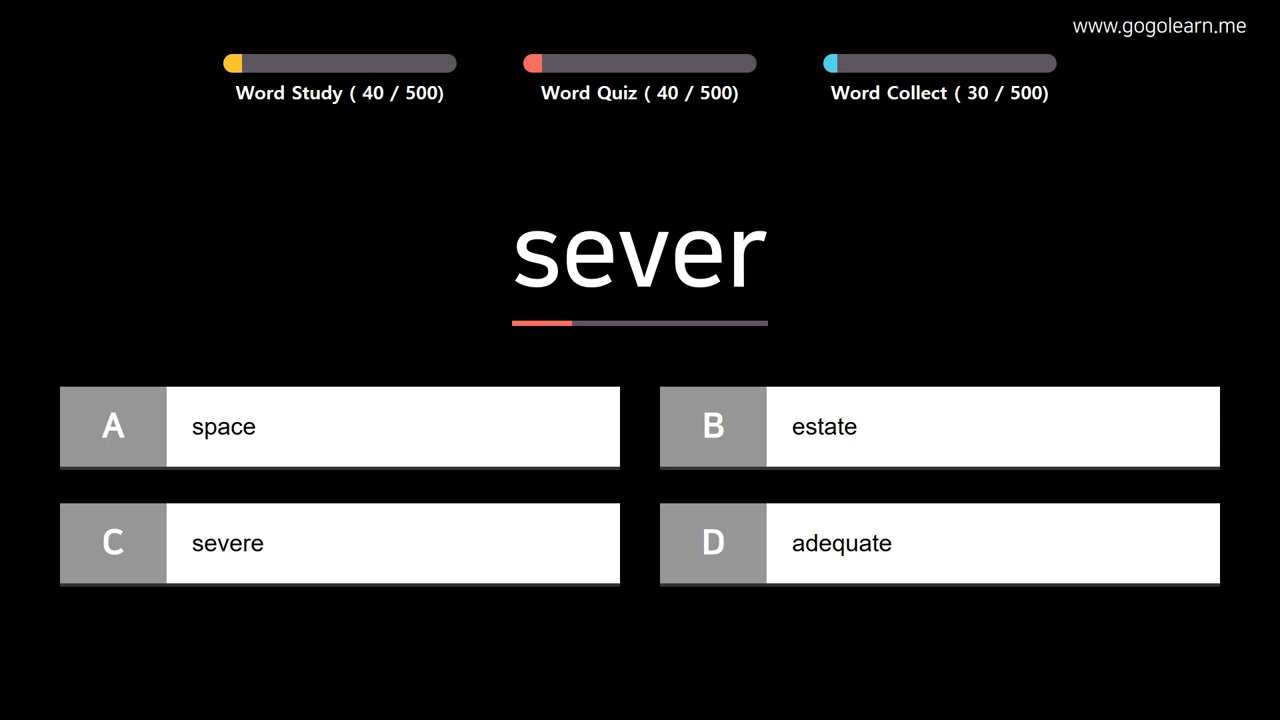 www.gogolearn.me
Word Study ( 40 / 500)
Word Quiz ( 40 / 500)
Word Collect ( 30 / 500)
sever
A space
B estate
C severe
D adequate